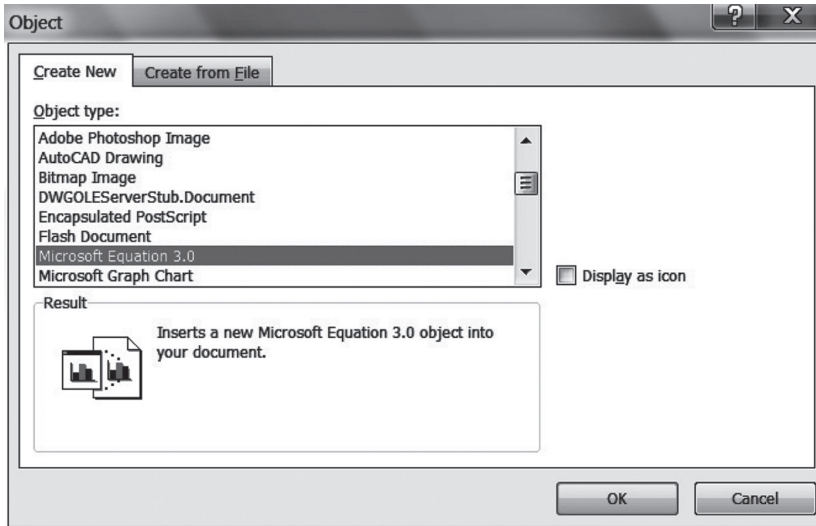 Object
? X
Create New Create from File
Object type:
Adobe Photoshop Image
AutoCAD Drawing
Bitmap Image
DWGOLEServerStub.Document
Encapsulated PostScript
Flash Document
Microsoft Equation 3.0
Microsoft Graph Chart
Display as icon
Result
Inserts a new Microsoft Equation 3.0 object into
your document.
OK Cancel